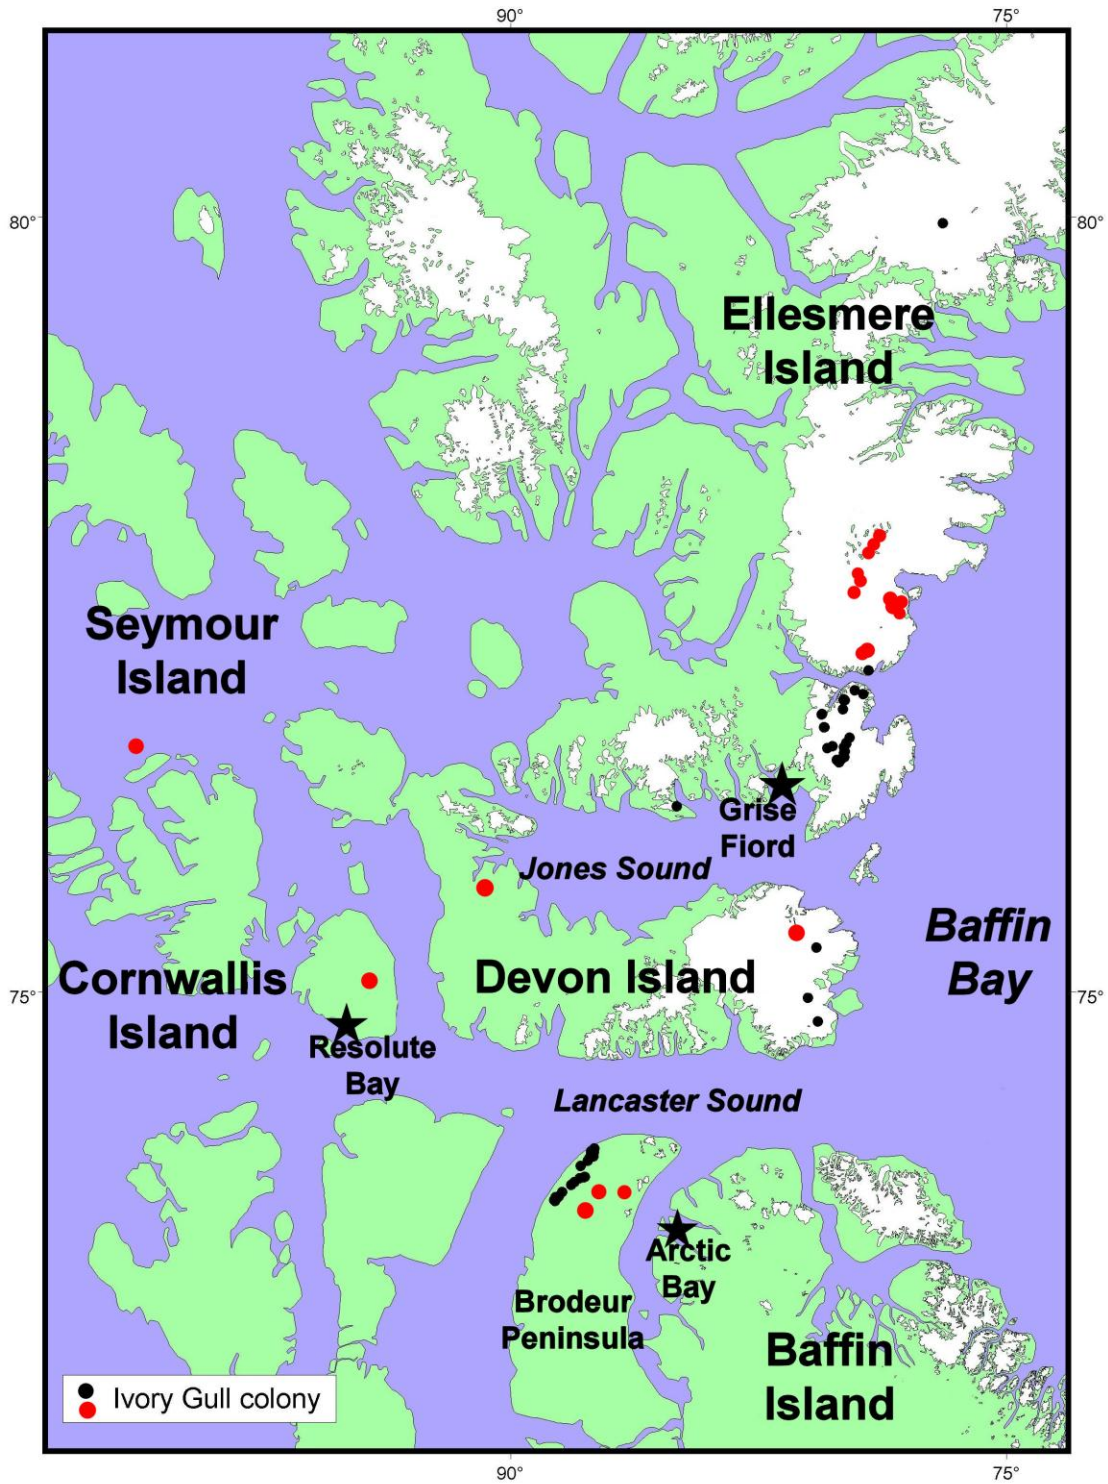 90° 75°
80° 80°
Ellesmere
Island
Seymour
Island
Grise
Fiord
Jones Sound
Baffin
Bay
Devon Island
Cornwallis
Island
75° 75°
Resolute
Bay
Lancaster Sound
Arctic
Bay
Brodeur
Peninsula
Baffin
Island
Ivory Gull colony
90° 75°